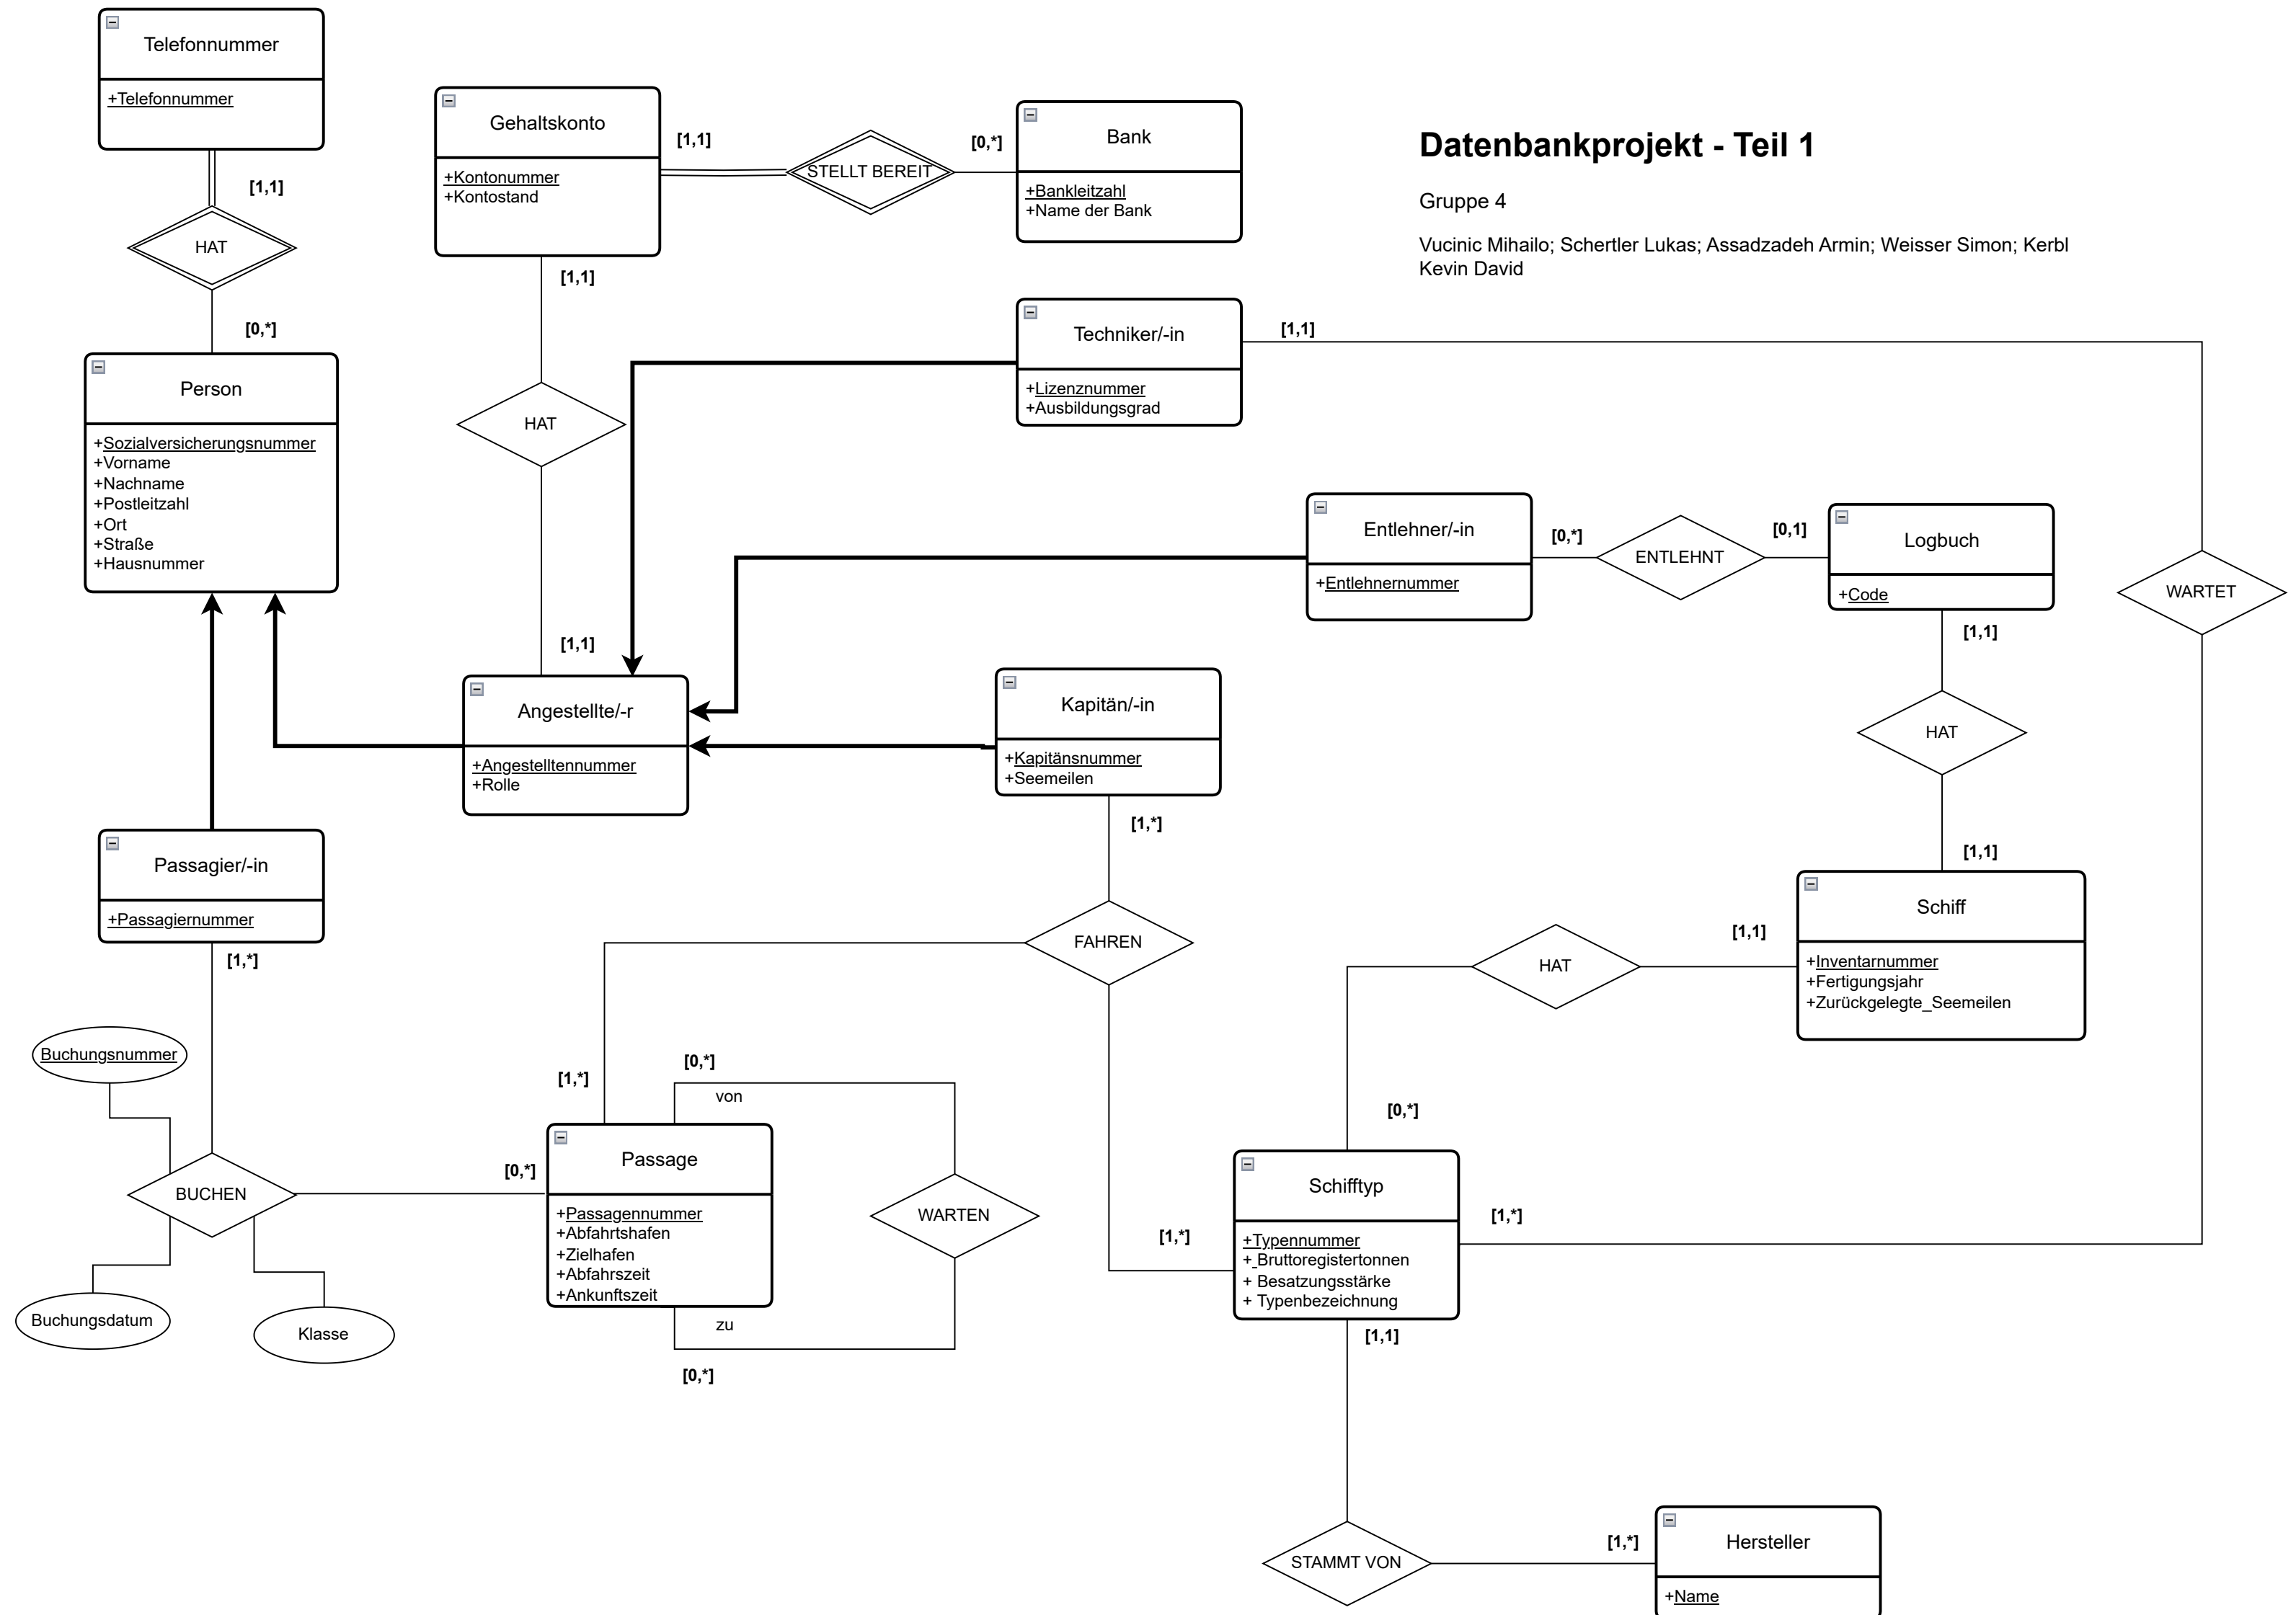 Telefonnummer
+Telefonnummer
[1,1]
HAT
[0,*]
Person
+Sozialversicherungsnummer
+Vorname
+Nachname
+Postleitzahl
+Ort
+Straße
+Hausnummer
Gehaltskonto
+Kontonummer
+Kontostand
[1,1]
STELLT BEREIT
[0,*]
Bank
+Bankleitzahl
+Name der Bank
Datenbankprojekt - Teil 1
Gruppe 4
Vucinic Mihailo; Schertler Lukas; Assadzadeh Armin; Weisser Simon; Kerbl
Kevin David
[1,1]
HAT
[1,1]
Techniker/-in
+Lizenznummer
+Ausbildungsgrad
[1,1]
WARTET
Entlehner/-in
+Entlehnernummer
[0,*]
ENTLEHNT
[0,1]
Logbuch
+Code
[1,1]
HAT
[1,1]
Angestellte/-r
+Angestelltennummer
+Rolle
Kapitän/-in
+Kapitänsnummer
+Seemeilen
[1,*]
FAHREN
Passagier/-in
+Passagiernummer
[1,*]
Schiff
+Inventarnummer
+Fertigungsjahr
+Zurückgelegte_Seemeilen
[1,1]
HAT
[0,*]
Buchungsnummer
BUCHEN
Buchungsdatum
Klasse
[0,*]
[1,*]
[0,*]
von
Passage
+Passagennummer
+Abfahrtshafen
+Zielhafen
+Abfahrszeit
+Ankunftszeit
WARTEN
zu
[0,*]
[1,*]
Schifftyp
+Typennummer
+ Bruttoregistertonnen
+ Besatzungsstärke
+ Typenbezeichnung
[1,*]
[1,1]
STAMMT VON
[1,*]
Hersteller
+Name